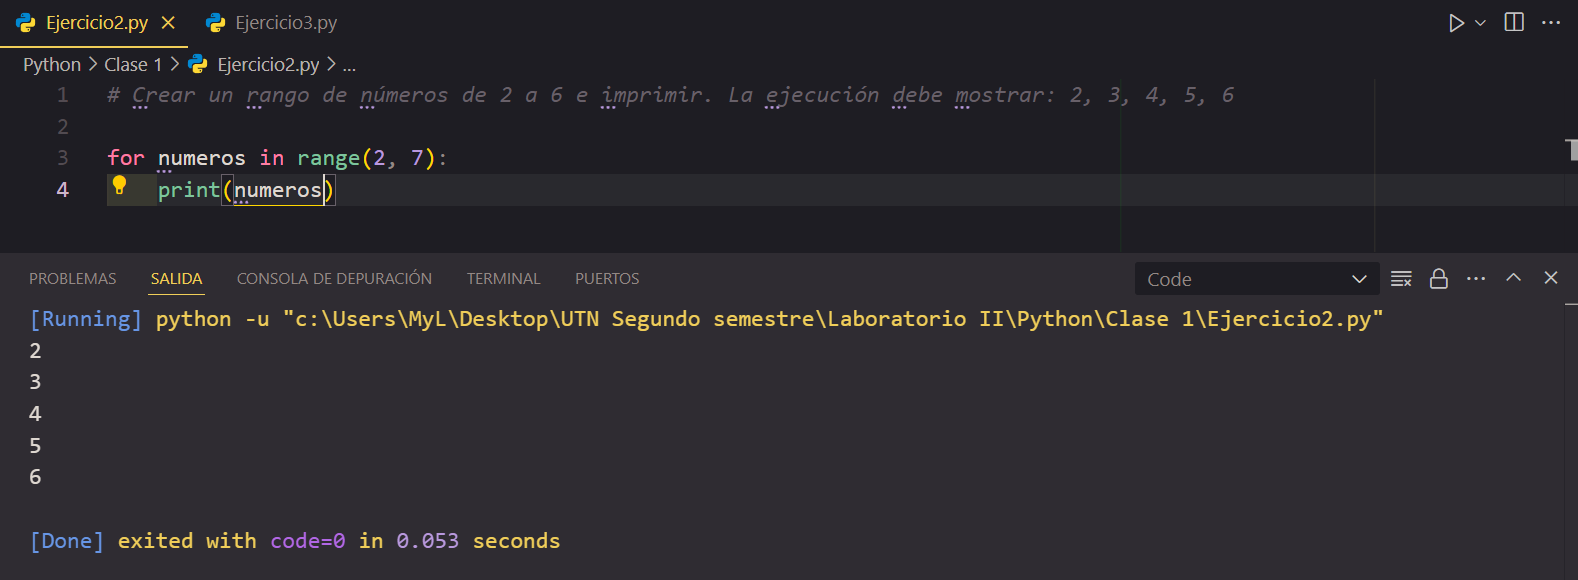 Ejercicio2.py Ejercicio3.py
Python > Clase 1 > Ejercicio2.py > ...
1 # Crear un rango de números de 2 a 6 e imprimir. La ejecución debe mostrar: 2, 3, 4, 5, 6
2
3 for numeros in range(2, 7):
4 print(numeros)
PROBLEMAS SALIDA CONSOLA DE DEPURACIÓN TERMINAL PUERTOS Code
[Running] python -u "c:\Users\MyL\Desktop\UTN Segundo semestre\Laboratorio II\Python\Clase 1\Ejercicio2.py"
2
3
4
5
6
[Done] exited with code=0 in 0.053 seconds